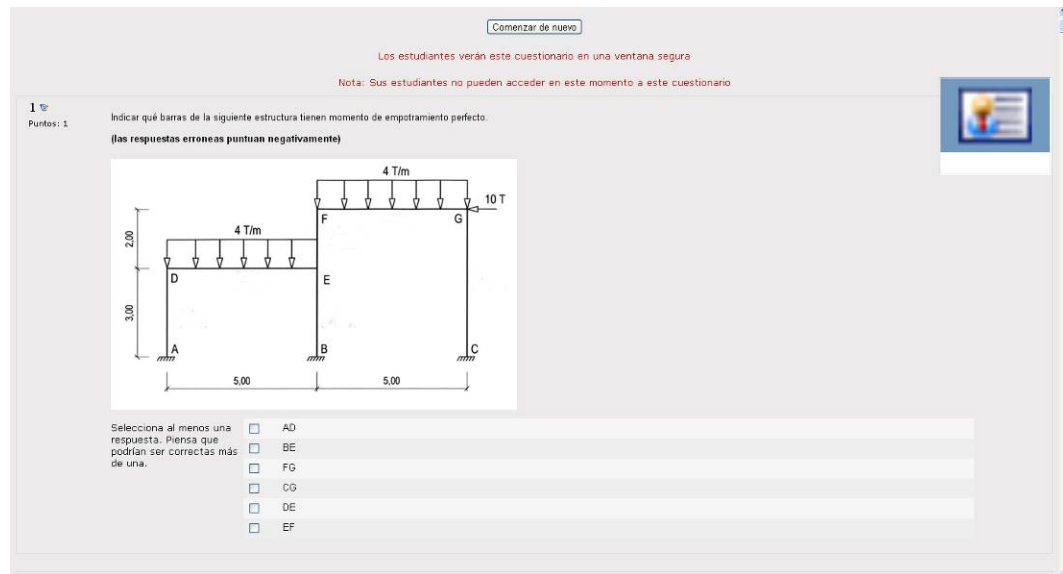 Comenzar de nuevo
Los estudiantes verán este cuestionario en una ventana segura
Nota: Sus estudiantes no pueden acceder en este momento a este cuestionario
1
Puntos: 1
Indicar qué barras de la siguiente estructura tienen momento de empotramiento perfecto.
(las respuestas erroneas puntuan negativamente)
4 T/m
10 T
F
G
2,00
4 T/m
D
E
3,00
A
B
C
5,00
5,00
Selecciona al menos una
respuesta. Piensa que
podrían ser correctas más
de una.
AD
BE
FG
CG
DE
EF